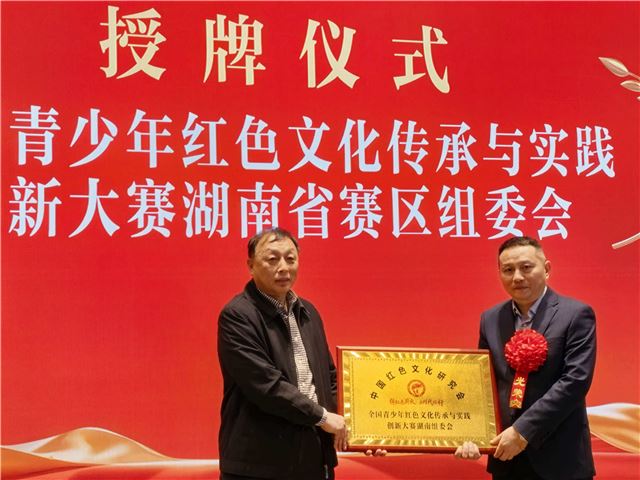 授牌仪式
青少年红色文化传承与实践
新大赛湖南省赛区组委会
中国红色文化研究会
全国青少年红色文化传承与实践
创新大赛湖南组委会
光荣